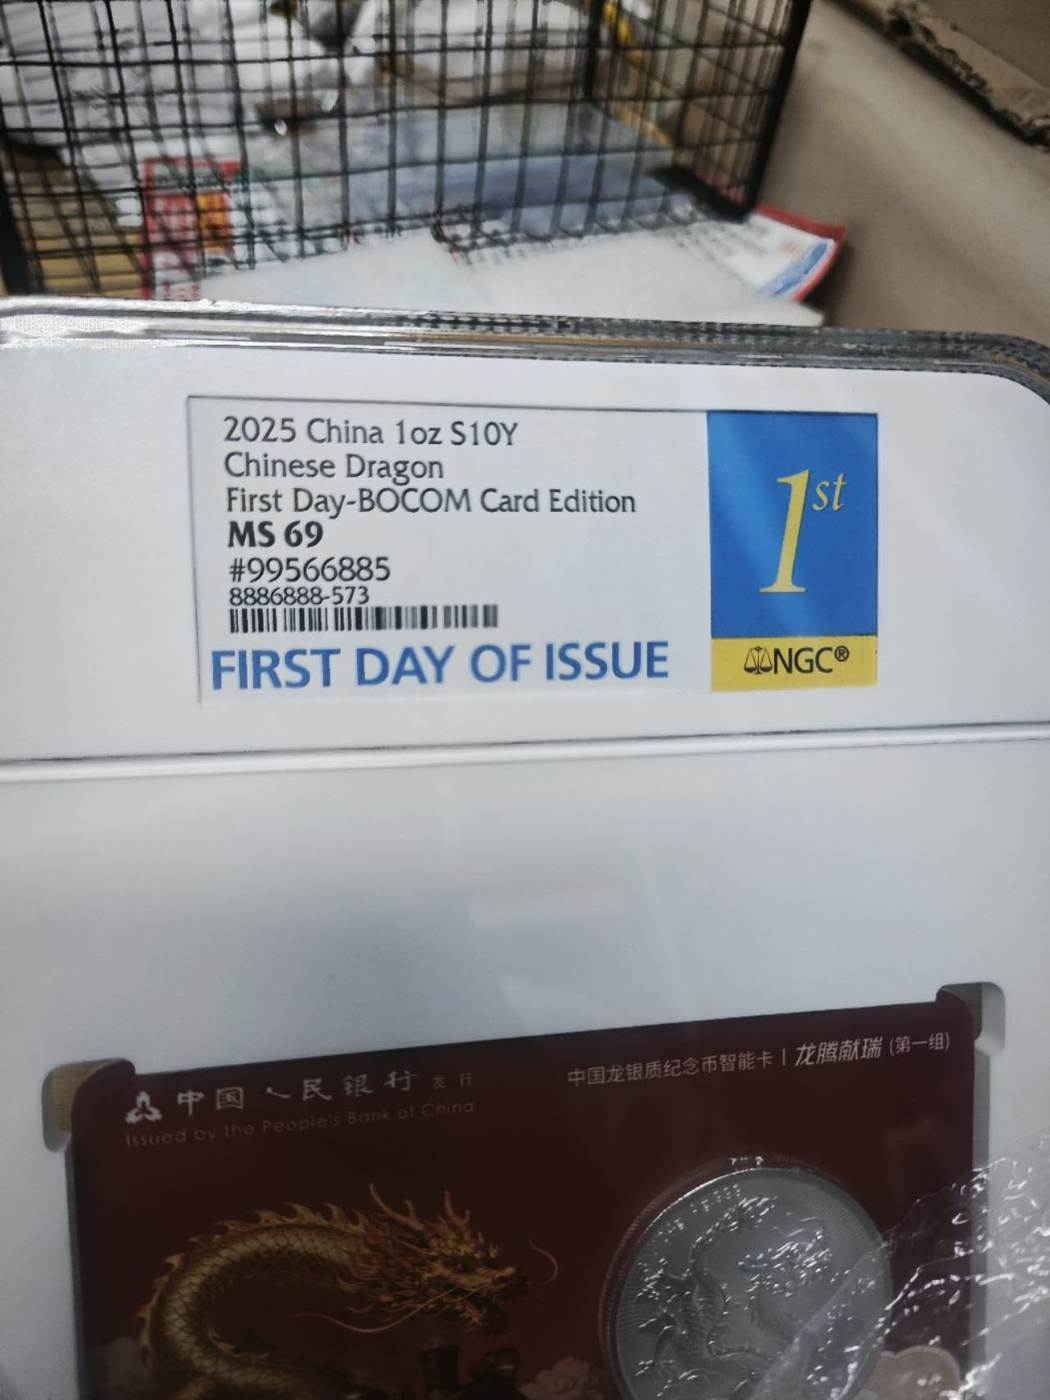 2025 China 1oz S10Y
Chinese Dragon
First Day-BOCOM Card Edition
MS 69
#99566885
8886888-573
FIRST DAY OF ISSUE
1st
NGC®
中国人民银行 发行
Issued by the People's Bank of China
中国龙银质纪念币智能卡 | 龙腾献瑞 (第一组)